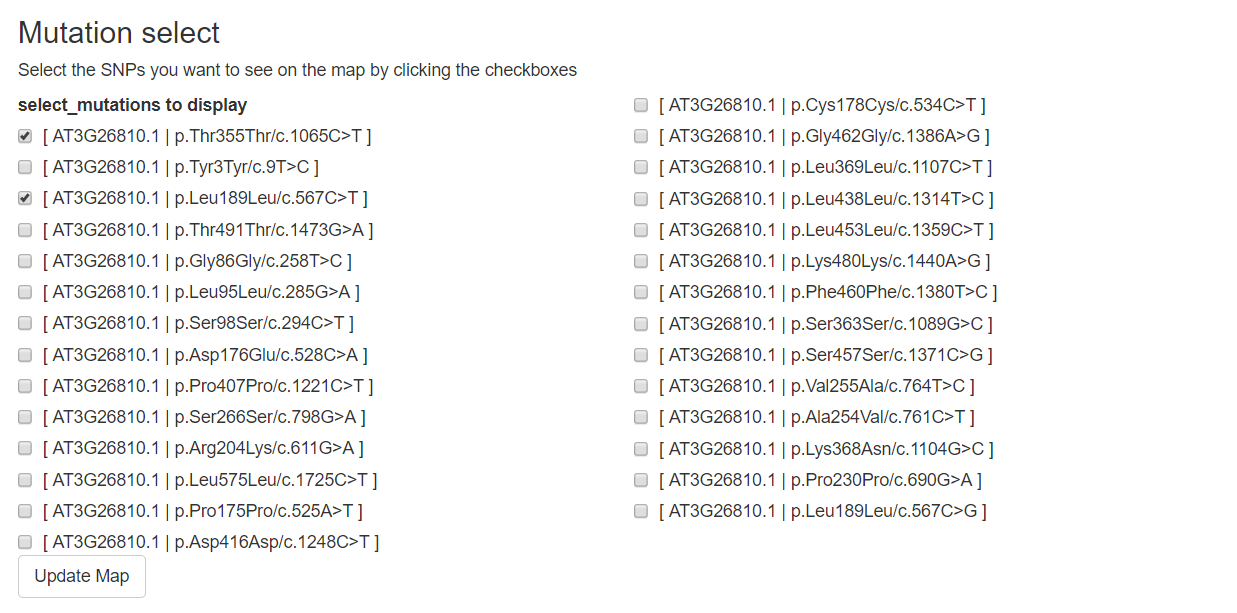 Mutation select
Select the SNPs you want to see on the map by clicking the checkboxes
select_mutations to display
[ AT3G26810.1 | p.Thr355Thr/c.1065C>T ]
[ AT3G26810.1 | p.Tyr3Tyr/c.9T>C ]
[ AT3G26810.1 | p.Leu189Leu/c.567C>T ]
[ AT3G26810.1 | p.Thr491Thr/c.1473G>A ]
[ AT3G26810.1 | p.Gly86Gly/c.258T>C ]
[ AT3G26810.1 | p.Leu95Leu/c.285G>A ]
[ AT3G26810.1 | p.Ser98Ser/c.294C>T ]
[ AT3G26810.1 | p.Asp176Glu/c.528C>A ]
[ AT3G26810.1 | p.Pro407Pro/c.1221C>T ]
[ AT3G26810.1 | p.Ser266Ser/c.798G>A ]
[ AT3G26810.1 | p.Arg204Lys/c.611G>A ]
[ AT3G26810.1 | p.Leu575Leu/c.1725C>T ]
[ AT3G26810.1 | p.Pro175Pro/c.525A>T ]
[ AT3G26810.1 | p.Asp416Asp/c.1248C>T ]
[ AT3G26810.1 | p.Cys178Cys/c.534C>T ]
[ AT3G26810.1 | p.Gly462Gly/c.1386A>G ]
[ AT3G26810.1 | p.Leu369Leu/c.1107C>T ]
[ AT3G26810.1 | p.Leu438Leu/c.1314T>C ]
[ AT3G26810.1 | p.Leu453Leu/c.1359C>T ]
[ AT3G26810.1 | p.Lys480Lys/c.1440A>G ]
[ AT3G26810.1 | p.Phe460Phe/c.1380T>C ]
[ AT3G26810.1 | p.Ser363Ser/c.1089G>C ]
[ AT3G26810.1 | p.Ser457Ser/c.1371C>G ]
[ AT3G26810.1 | p.Val255Ala/c.764T>C ]
[ AT3G26810.1 | p.Ala254Val/c.761C>T ]
[ AT3G26810.1 | p.Lys368Asn/c.1104G>C ]
[ AT3G26810.1 | p.Pro230Pro/c.690G>A ]
[ AT3G26810.1 | p.Leu189Leu/c.567C>G ]
Update Map